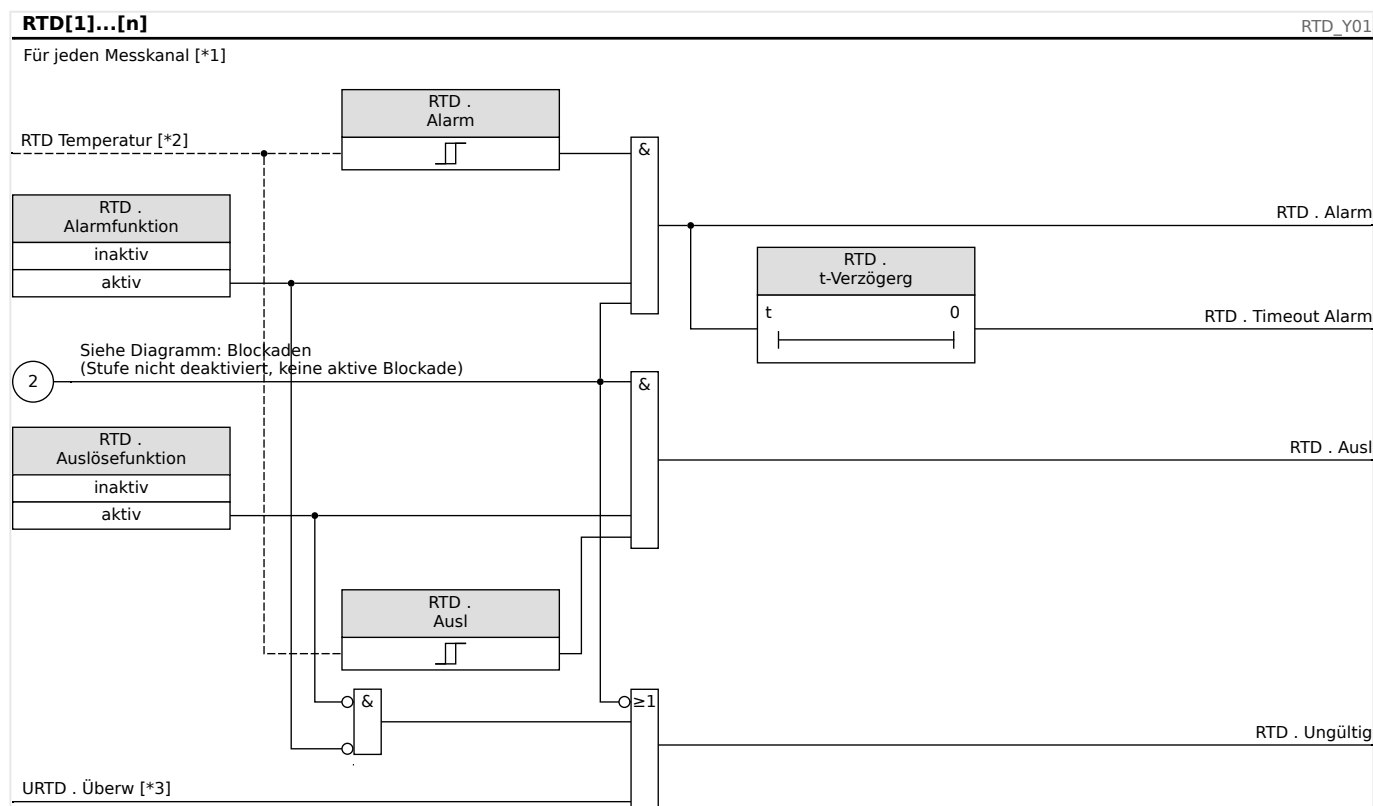 RTD[1]...[n]
RTD_Y01
Für jeden Messkanal [*1]
RTD .
Alarm
RTD Temperatur [*2]
&
RTD .
Alarmfunktion
inaktiv
aktiv
RTD . Alarm
RTD .
t-Verzögerg
t 0
RTD . Timeout Alarm
Siehe Diagramm: Blockaden
(Stufe nicht deaktiviert, keine aktive Blockade)
2
&
RTD .
Auslösefunktion
inaktiv
aktiv
RTD . Ausl
RTD .
Ausl
&
≥1
RTD . Ungültig
URTD . Überw [*3]